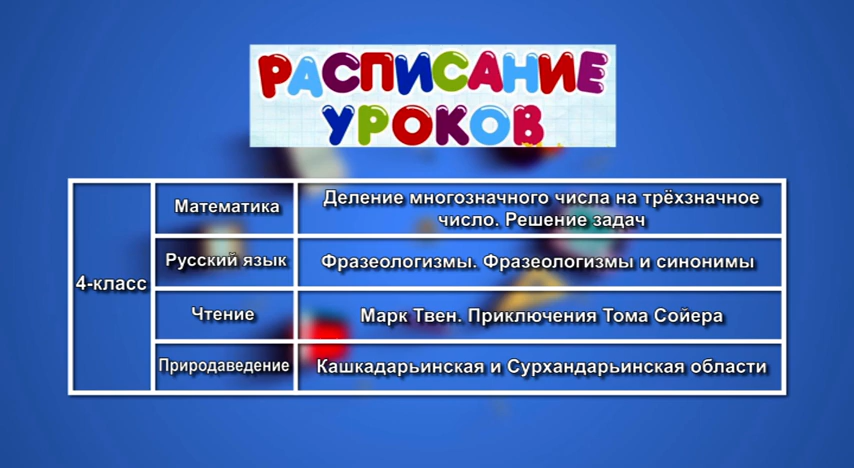 РАСПИСАНИЕ
УРОКОВ
4-класс
Математика
Деление многозначного числа на трёхзначное
число. Решение задач
Русский язык
Фразеологизмы. Фразеологизмы и синонимы
Чтение
Марк Твен. Приключения Тома Сойера
Природаведение
Кашкадарьинская и Сурхандарьинская области